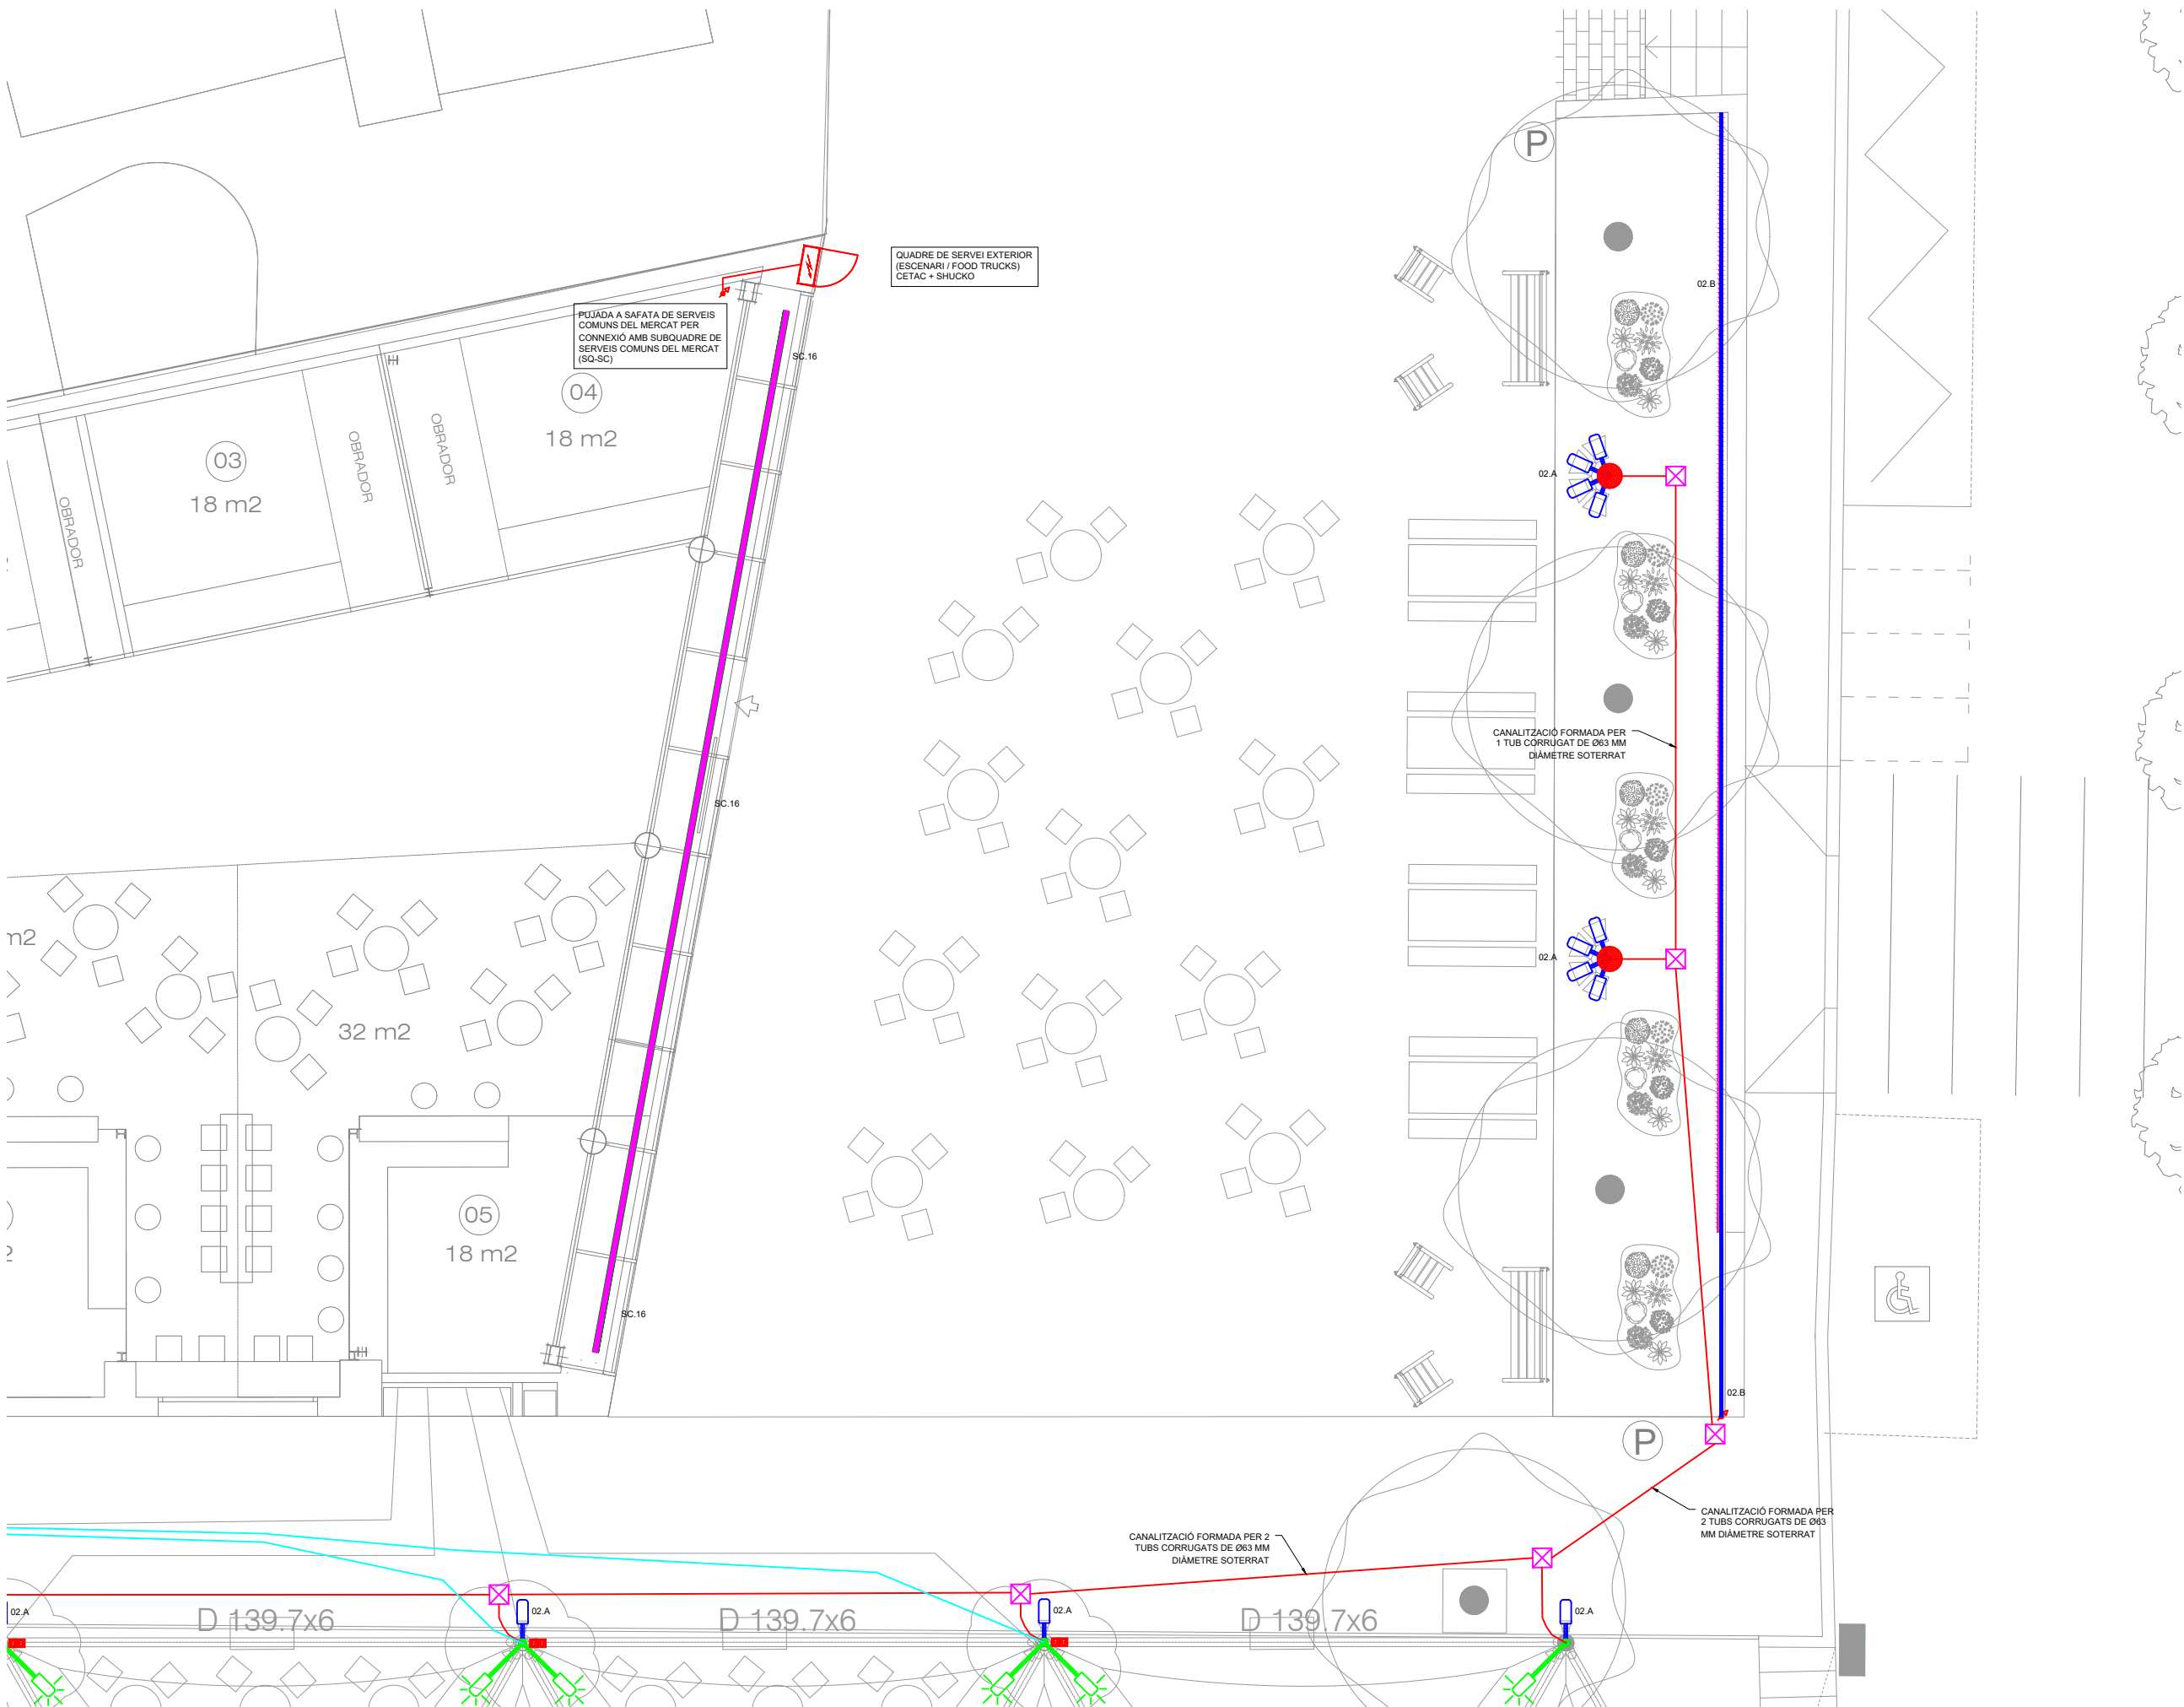 P
QUADRE DE SERVEI EXTERIOR
(ESCENARI / FOOD TRUCKS)
CETAC + SHUCKO
02.B
PUJADA A SAFATA DE SERVEIS
COMUNS DEL MERCAT PER
CONNEXIÓ AMB SUBQUADRE DE
SERVEIS COMUNS DEL MERCAT
(SQ-SC)
SC.16
04
18 m2
OBRADOR
OBRADOR
03
18 m2
OBRADOR
02.A
CANALITZACIÓ FORMADA PER
1 TUB CORRUGAT DE Ø63 MM
DIÀMETRE SOTERRAT
SC.16
m2
32 m2
02.A
05
18 m2
SC.16
02.B
P
CANALITZACIÓ FORMADA PER
2 TUBS CORRUGATS DE Ø63
MM DIÀMETRE SOTERRAT
CANALITZACIÓ FORMADA PER 2
TUBS CORRUGATS DE Ø63 MM
DIÀMETRE SOTERRAT
02.A
D 139.7x6
02.A
D 139.7x6
02.A
D 139.7x6
02.A